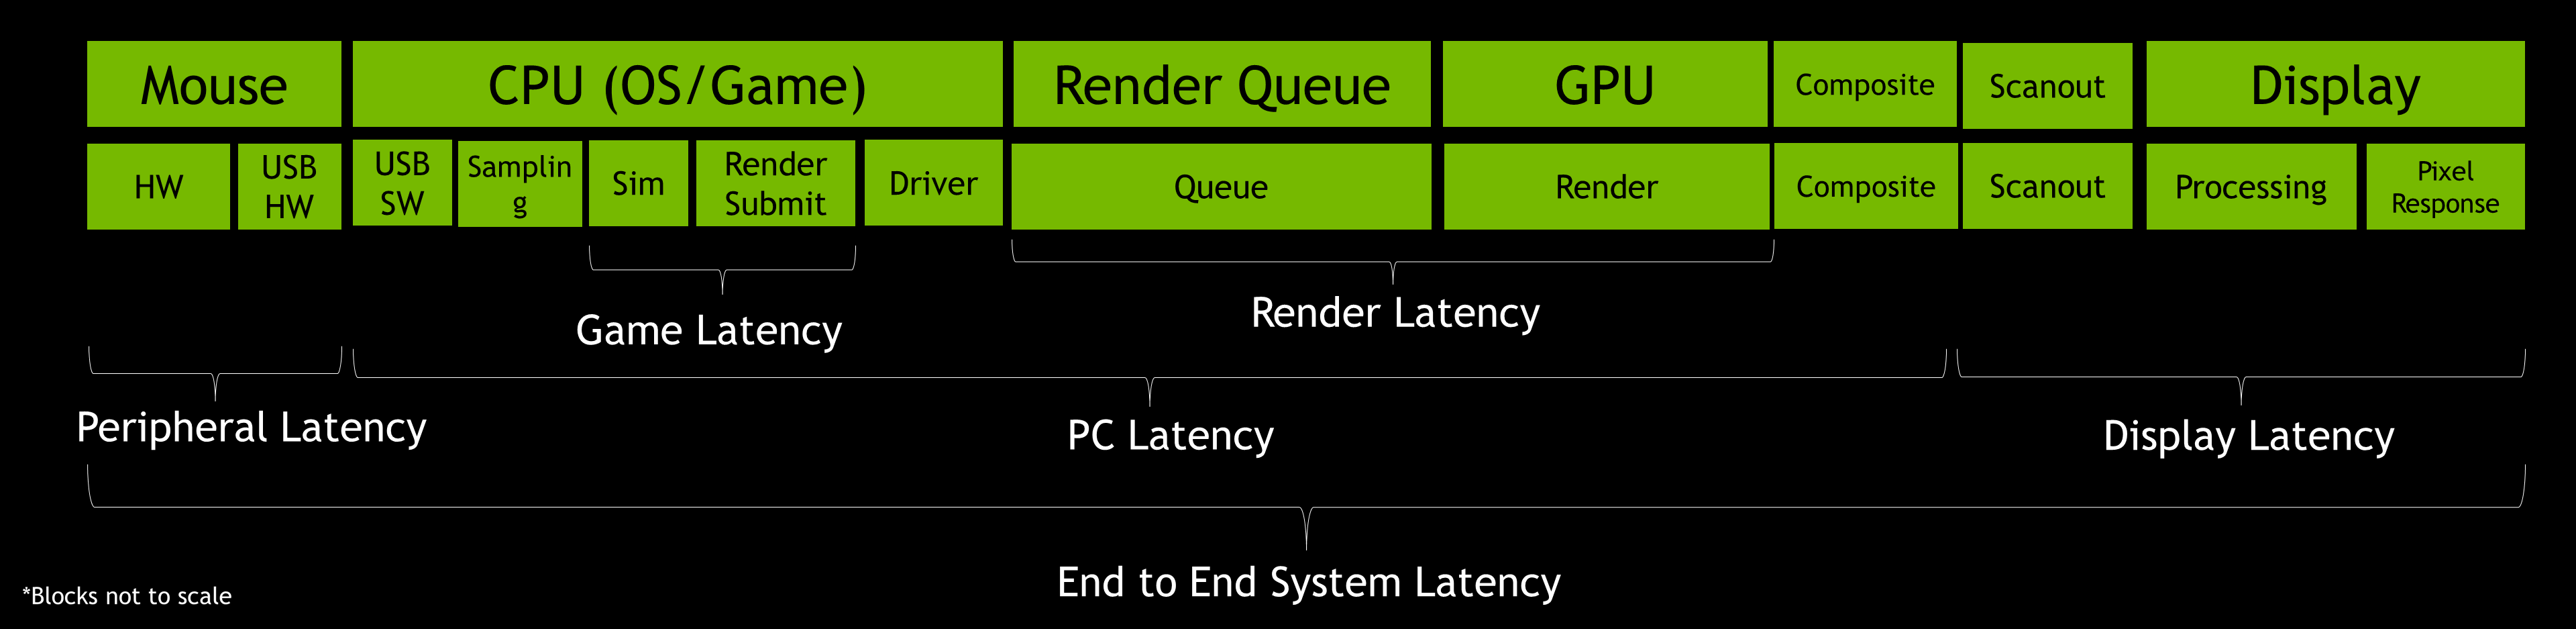 Mouse
CPU (OS/Game)
Render Queue
GPU
Composite
Scanout
Display
HW
USB
HW
USB
SW
Samplin
g
Sim
Render
Submit
Driver
Queue
Render
Composite
Scanout
Processing
Pixel
Response
Game Latency
Render Latency
Peripheral Latency
PC Latency
Display Latency
End to End System Latency
*Blocks not to scale